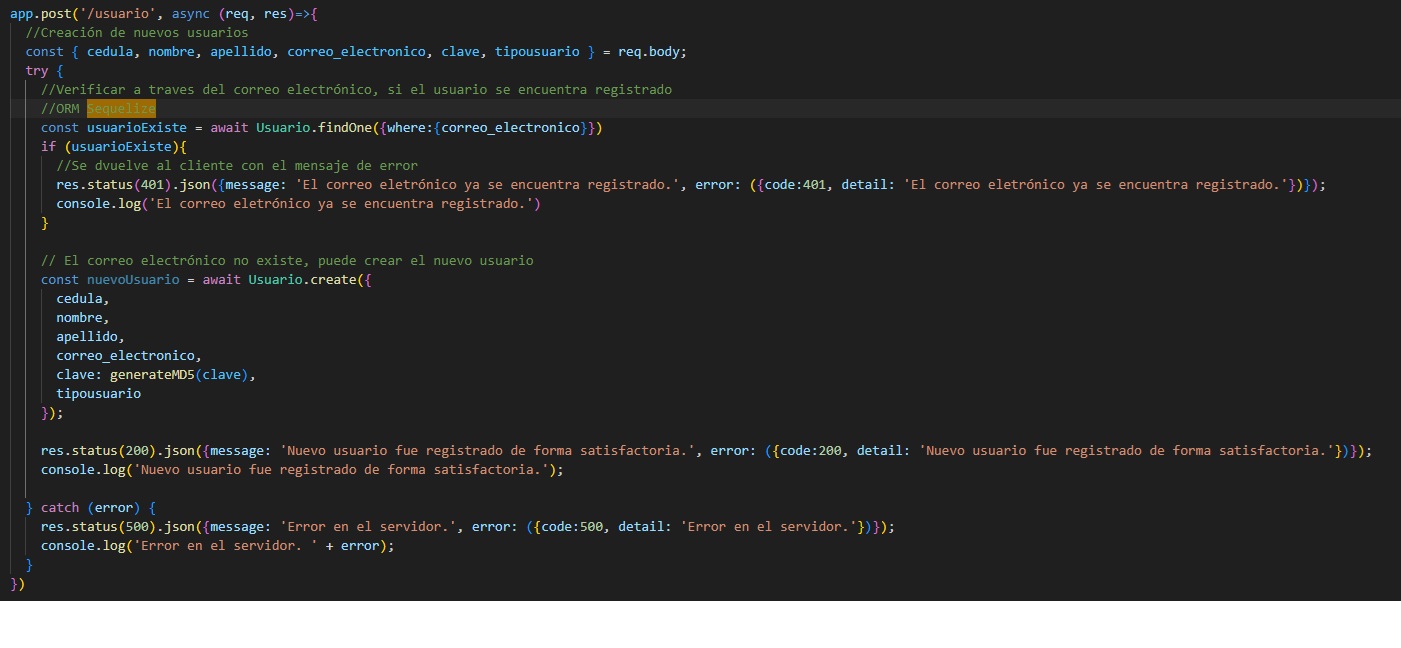 app.post('/usuario', async (req, res)=>{
//Creación de nuevos usuarios
const { cedula, nombre, apellido, correo_electronico, clave, tipousuario } = req.body;
try {
//Verificar a traves del correo electrónico, si el usuario se encuentra registrado
//ORM Sequelize
const usuarioExiste = await Usuario.findOne({where:{correo_electronico}})
if (usuarioExiste){
//Se dvuelve al cliente con el mensaje de error
res.status(401).json({message: 'El correo eletrónico ya se encuentra registrado.', error: ({code:401, detail: 'El correo eletrónico ya se encuentra registrado.'})});
console.log('El correo eletrónico ya se encuentra registrado.')
}
// El correo electrónico no existe, puede crear el nuevo usuario
const nuevoUsuario = await Usuario.create({
cedula,
nombre,
apellido,
correo_electronico,
clave: generateMD5(clave),
tipousuario
});
res.status(200).json({message: 'Nuevo usuario fue registrado de forma satisfactoria.', error: ({code:200, detail: 'Nuevo usuario fue registrado de forma satisfactoria.'})});
console.log('Nuevo usuario fue registrado de forma satisfactoria.');
} catch (error) {
res.status(500).json({message: 'Error en el servidor.', error: ({code:500, detail: 'Error en el servidor.'})});
console.log('Error en el servidor. ' + error);
}
})